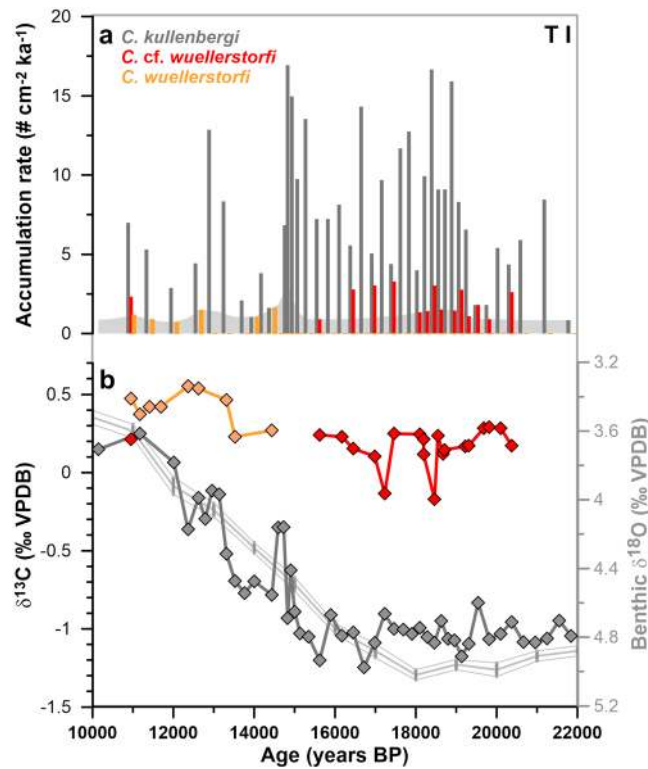 a
T I
C. kullenbergi
C. cf. wuellerstorfi
C. wuellerstorfi
Accumulation rate (# cm⁻² ka⁻¹)
20
15
10
5
0
b
0.5
0
-0.5
-1
-1.5
δ¹³C (‰ VPDB)
3.2
3.6
4
4.4
4.8
5.2
Benthic δ¹⁸O (‰ VPDB)
10000 12000 14000 16000 18000 20000 22000
Age (years BP)